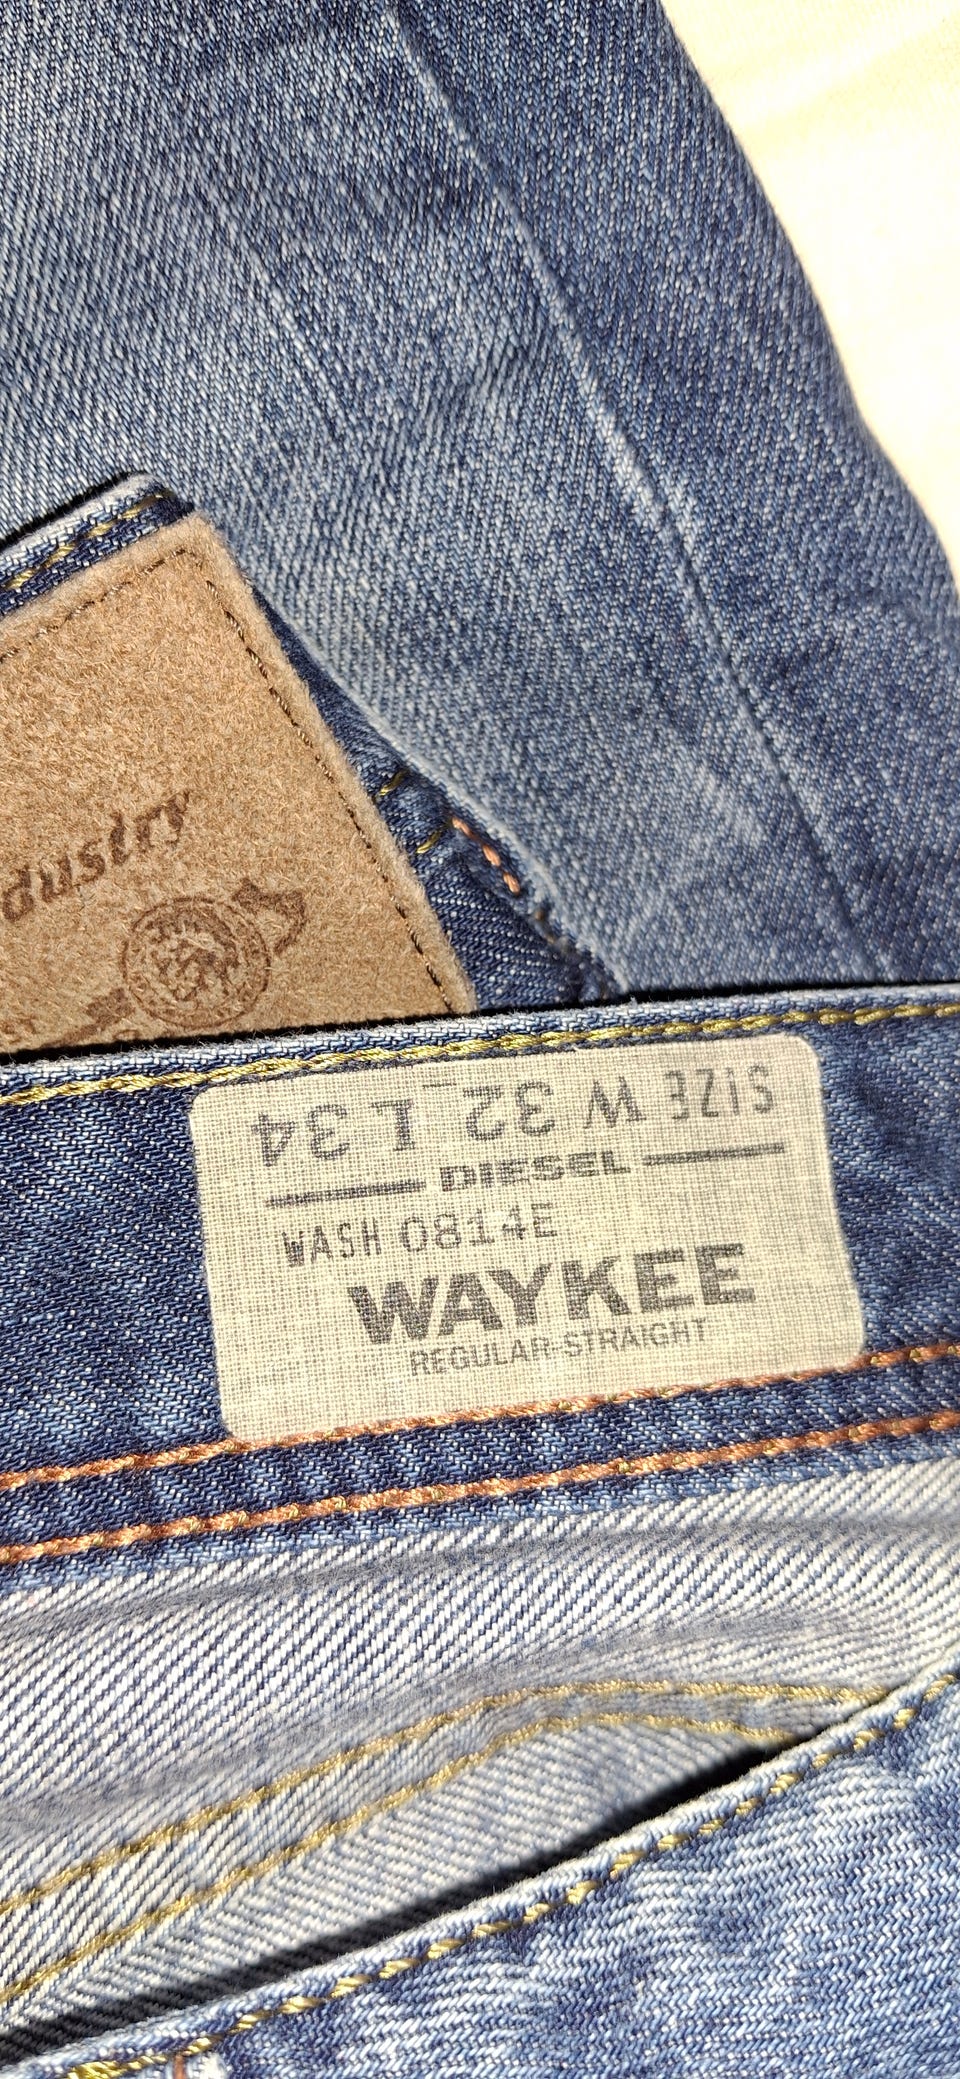 dustry
SIZE W 32 L 34
DIESEL
WASH 0814E
WAYKEE
REGULAR-STRAIGHT